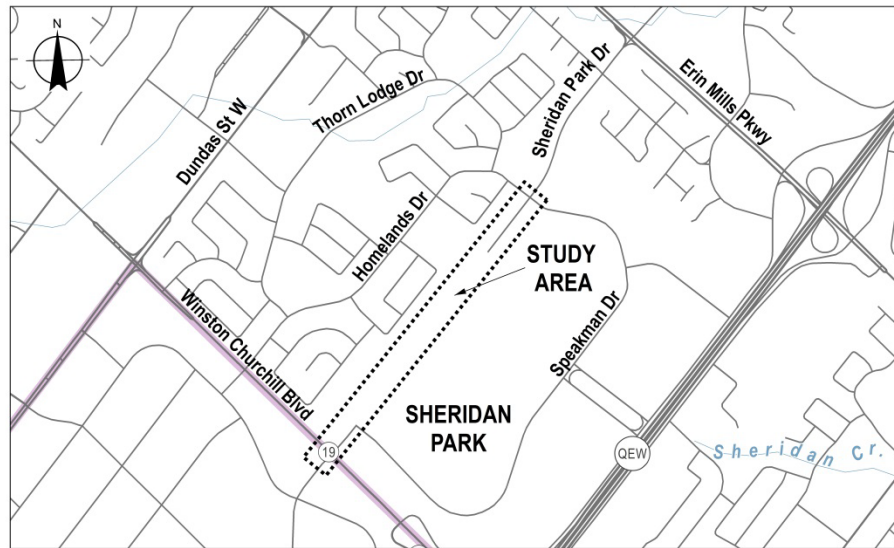 N
Dundas St W
Thorn Lodge Dr
Sheridan Park Dr
Erin Mills Pkwy
Homelands Dr
STUDY
AREA
Winston Churchill Blvd
Speakman Dr
SHERIDAN
PARK
19
QEW
Sheridan Cr.